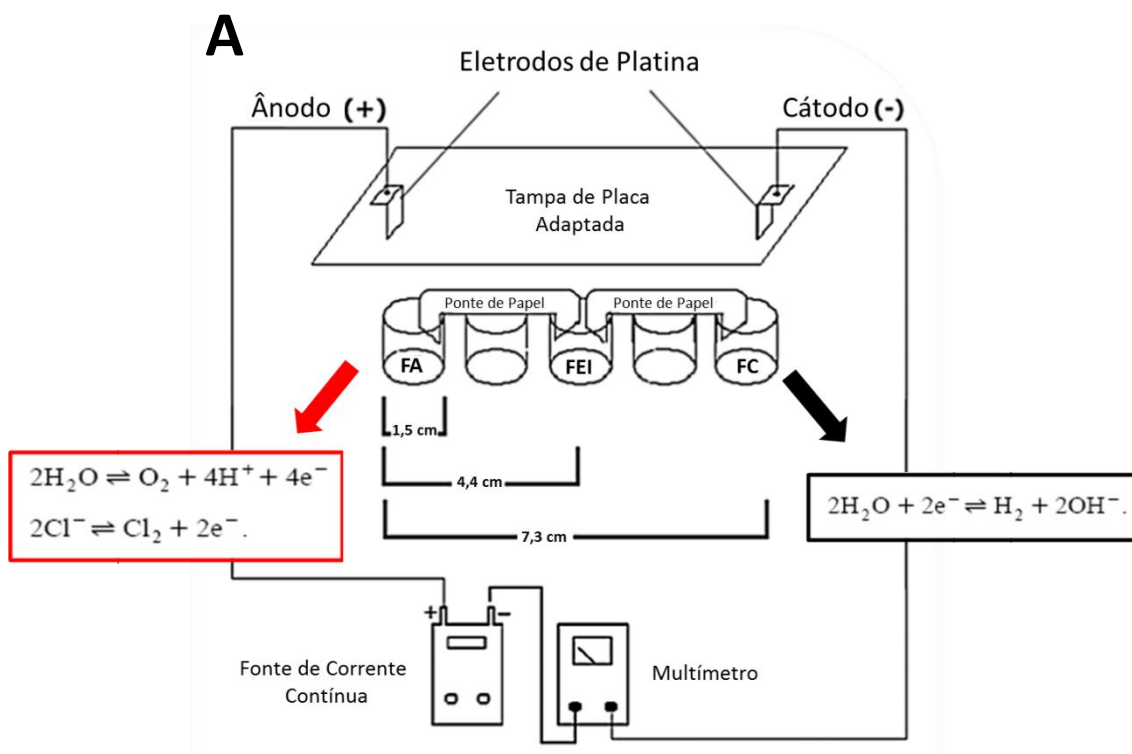 A
Eletrodos de Platina
Ânodo (+)
Cátodo (-)
Tampa de Placa
Adaptada
Ponte de Papel
Ponte de Papel
FA
FEI
FC
1,5 cm
4,4 cm
7,3 cm
2H₂O ⇌ O₂ + 4H⁺ + 4e⁻
2Cl⁻ ⇌ Cl₂ + 2e⁻.
2H₂O + 2e⁻ ⇌ H₂ + 2OH⁻.
+
-
Fonte de Corrente
Contínua
Multímetro